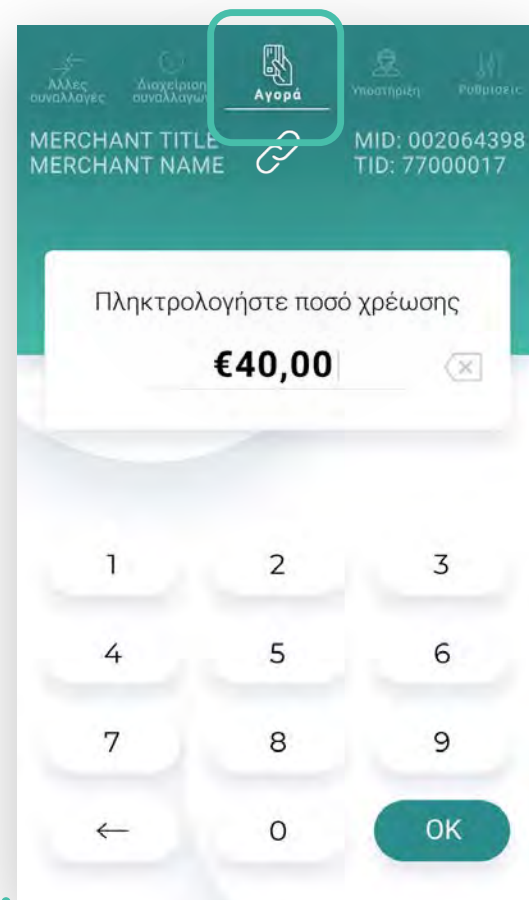 Άλλες συναλλαγές
Διαχείριση συναλλαγών
Αγορά
Υποστήριξη
Ρυθμίσεις
MERCHANT TITLE
MERCHANT NAME
MID: 002064398
TID: 77000017
Πληκτρολογήστε ποσό χρέωσης
€40,00
1 2 3
4 5 6
7 8 9
← 0 OK